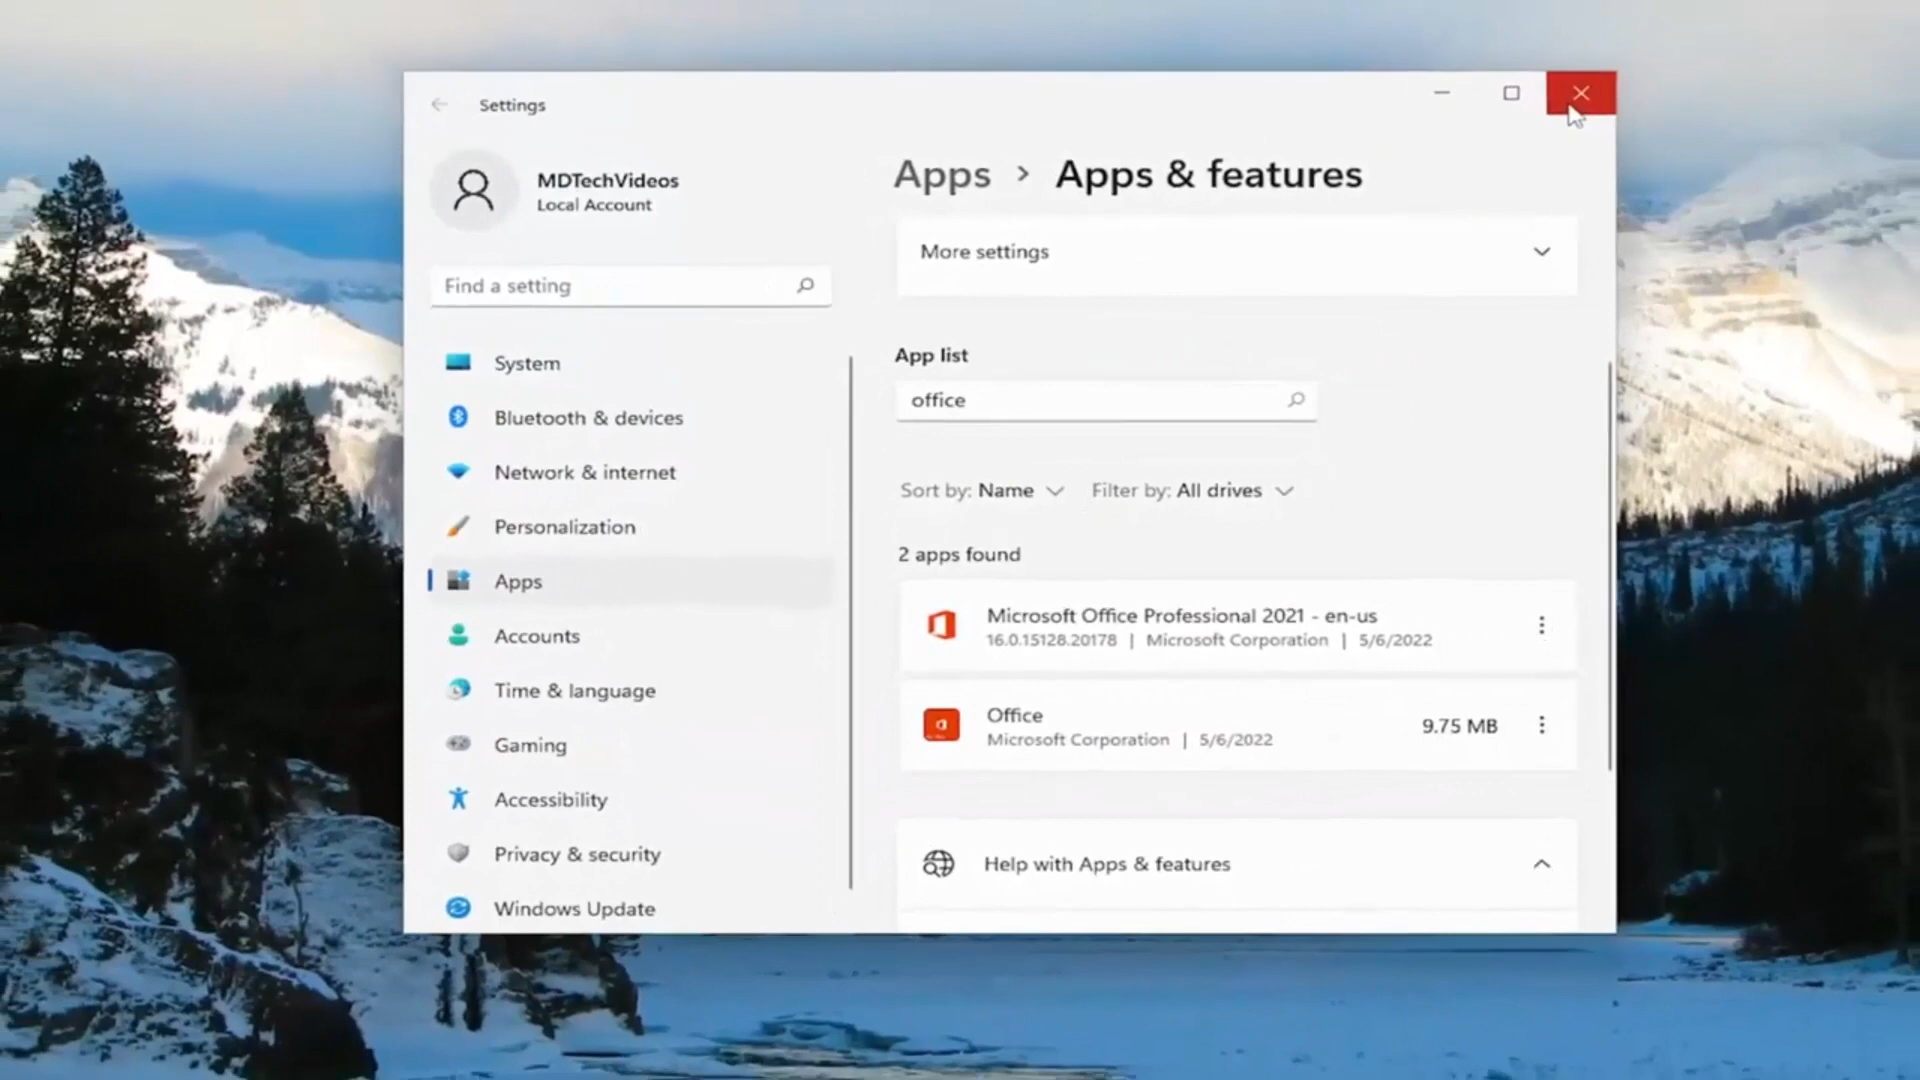 Settings
MDTechVideos
Local Account
Find a setting
System
Bluetooth & devices
Network & internet
Personalization
Apps
Accounts
Time & language
Gaming
Accessibility
Privacy & security
Windows Update
Apps > Apps & features
More settings
App list
office
Sort by: Name Filter by: All drives
2 apps found
Microsoft Office Professional 2021 - en-us
16.0.15128.20178 | Microsoft Corporation | 5/6/2022
Office
Microsoft Corporation | 5/6/2022
9.75 MB
Help with Apps & features